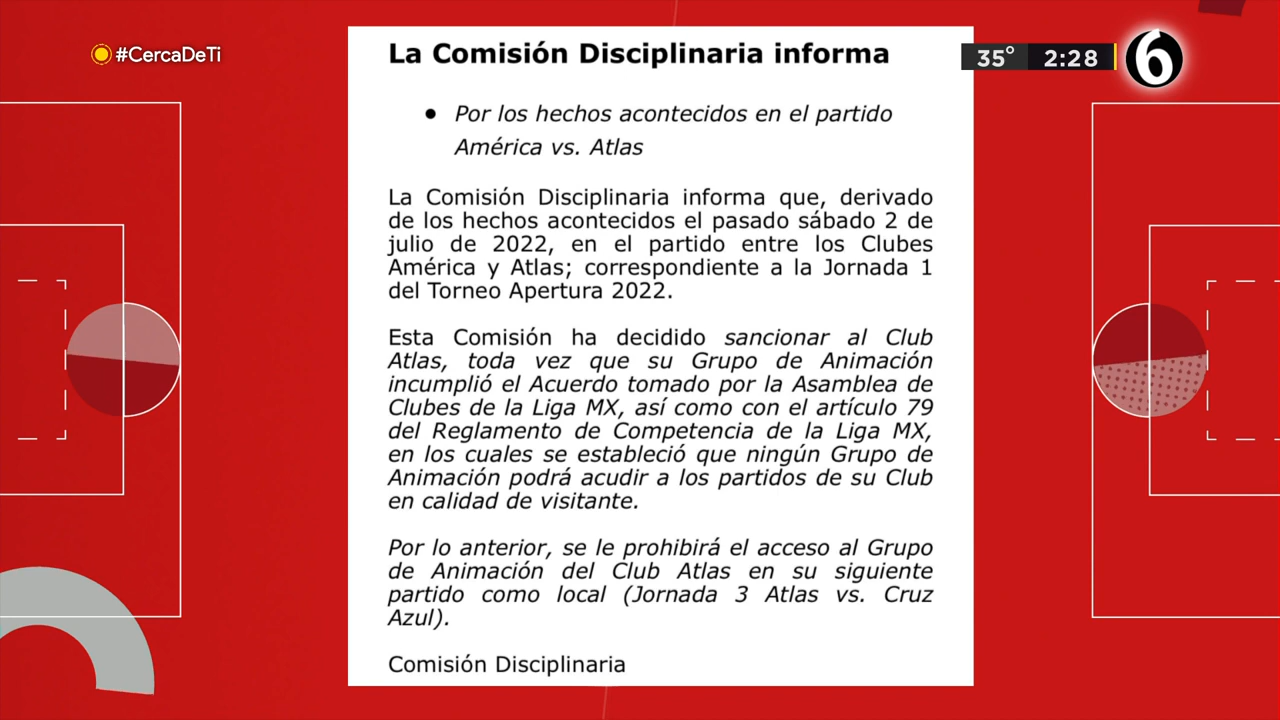 #CercaDeTi
35°
2:28
6
La Comisión Disciplinaria informa
● Por los hechos acontecidos en el partido
América vs. Atlas
La Comisión Disciplinaria informa que, derivado
de los hechos acontecidos el pasado sábado 2 de
julio de 2022, en el partido entre los Clubes
América y Atlas; correspondiente a la Jornada 1
del Torneo Apertura 2022.
Esta Comisión ha decidido sancionar al Club
Atlas, toda vez que su Grupo de Animación
incumplió el Acuerdo tomado por la Asamblea de
Clubes de la Liga MX, así como con el artículo 79
del Reglamento de Competencia de la Liga MX,
en los cuales se estableció que ningún Grupo de
Animación podrá acudir a los partidos de su Club
en calidad de visitante.
Por lo anterior, se le prohibirá el acceso al Grupo
de Animación del Club Atlas en su siguiente
partido como local (Jornada 3 Atlas vs. Cruz
Azul).
Comisión Disciplinaria